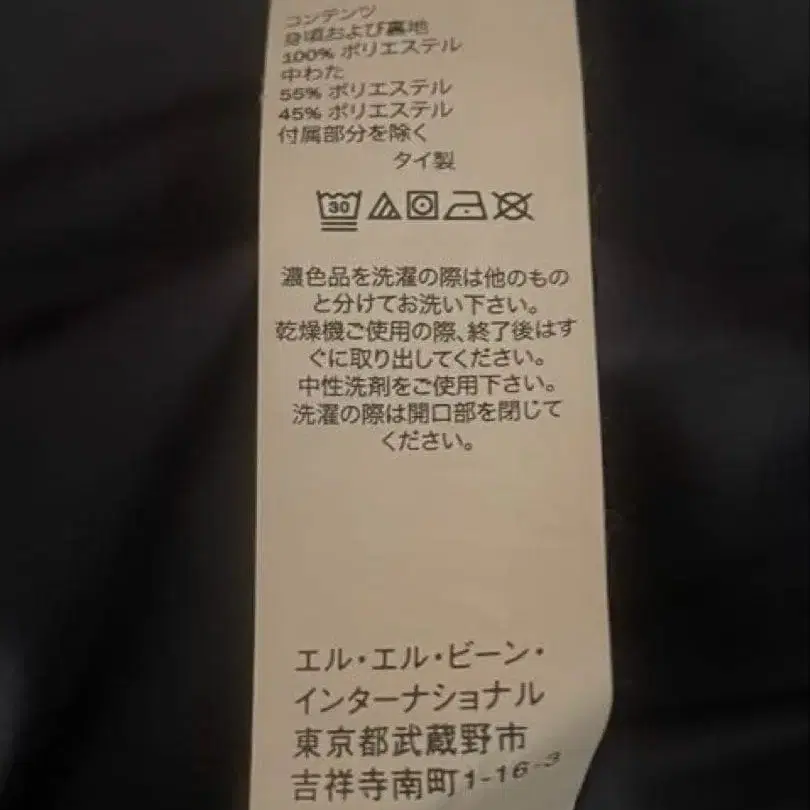 コンテンツ
身頃および裏地
100% ポリエステル
中わた
55% ポリエステル
45% ポリエステル
付属部分を除く
タイ製
30
濃色品を洗濯の際は他のもの
と分けてお洗い下さい。
乾燥機ご使用の際、終了後はす
ぐに取り出してください。
中性洗剤をご使用下さい。
洗濯の際は開口部を閉じて
ください。
エル・エル・ビーン・
インターナショナル
東京都武蔵野市
吉祥寺南町1-16-3